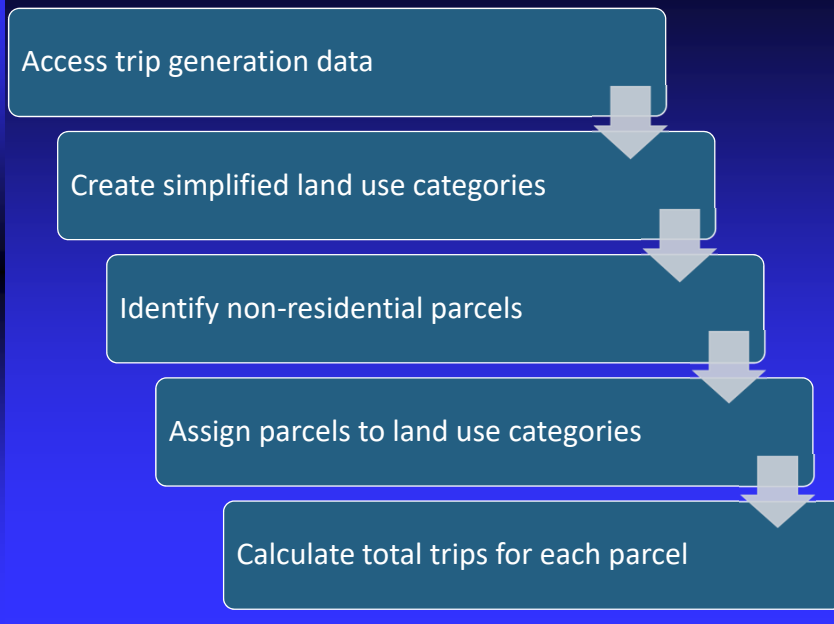 Access trip generation data
Create simplified land use categories
Identify non-residential parcels
Assign parcels to land use categories
Calculate total trips for each parcel